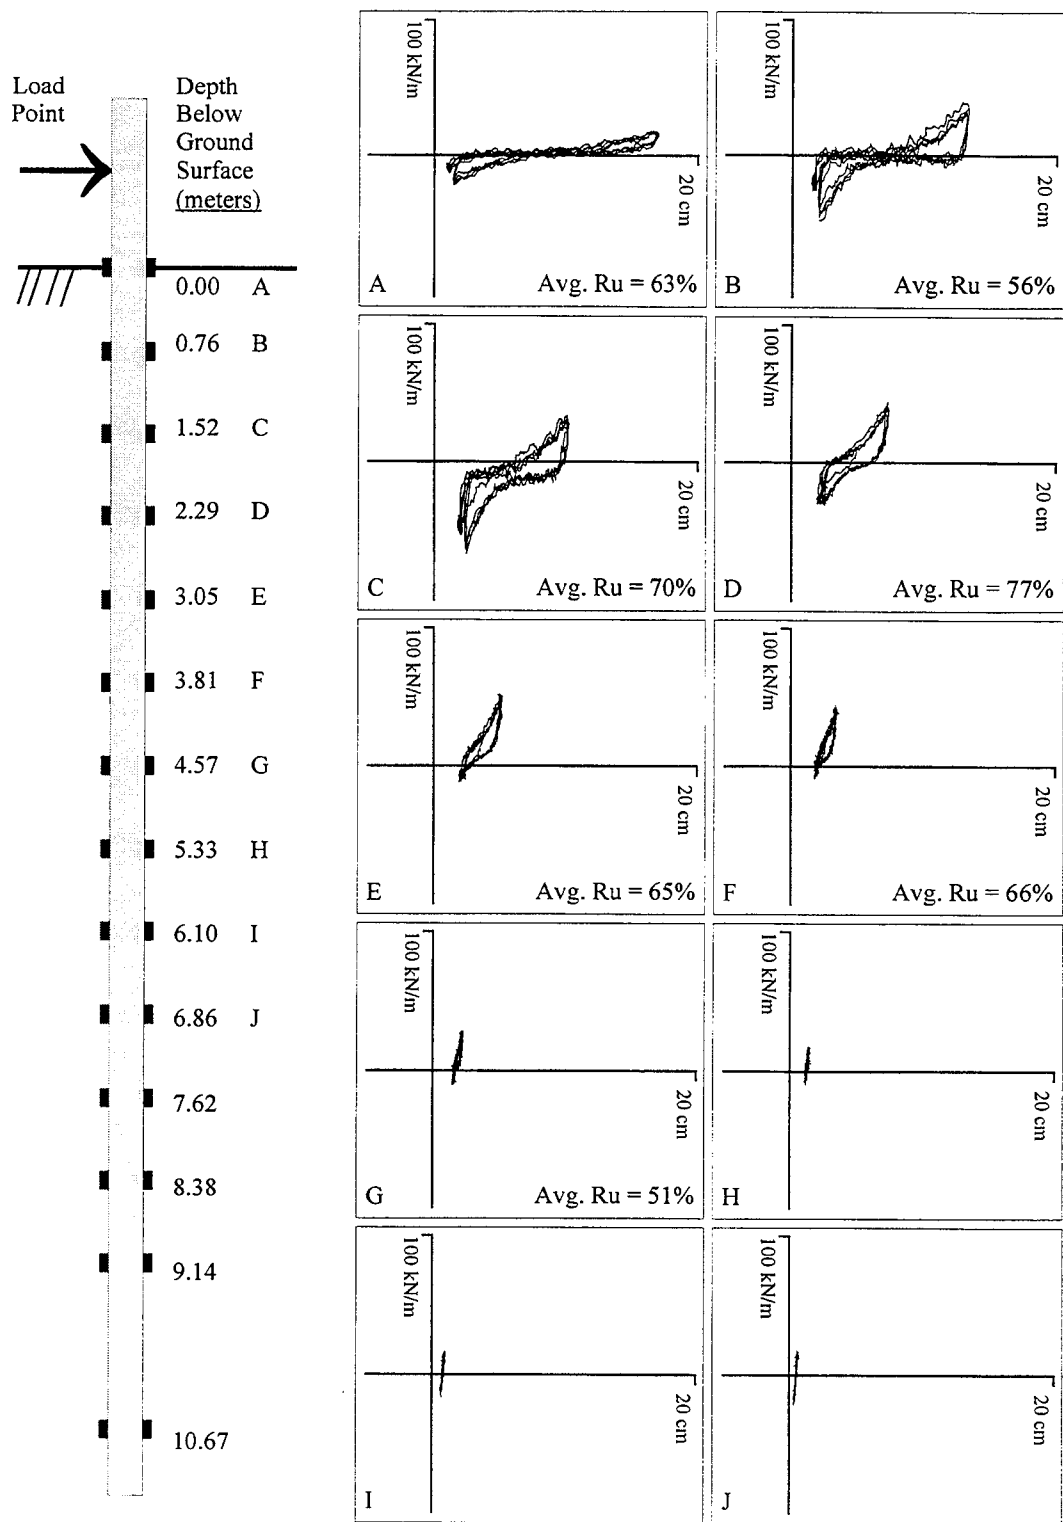 Load
Point
Depth
Below
Ground
Surface
(meters)
0.00 A
0.76 B
1.52 C
2.29 D
3.05 E
3.81 F
4.57 G
5.33 H
6.10 I
6.86 J
7.62
8.38
9.14
10.67
100 kN/m
20 cm
A Avg. Ru = 63%
100 kN/m
20 cm
B Avg. Ru = 56%
100 kN/m
20 cm
C Avg. Ru = 70%
100 kN/m
20 cm
D Avg. Ru = 77%
100 kN/m
20 cm
E Avg. Ru = 65%
100 kN/m
20 cm
F Avg. Ru = 66%
100 kN/m
20 cm
G Avg. Ru = 51%
100 kN/m
20 cm
H
100 kN/m
20 cm
I
100 kN/m
20 cm
J